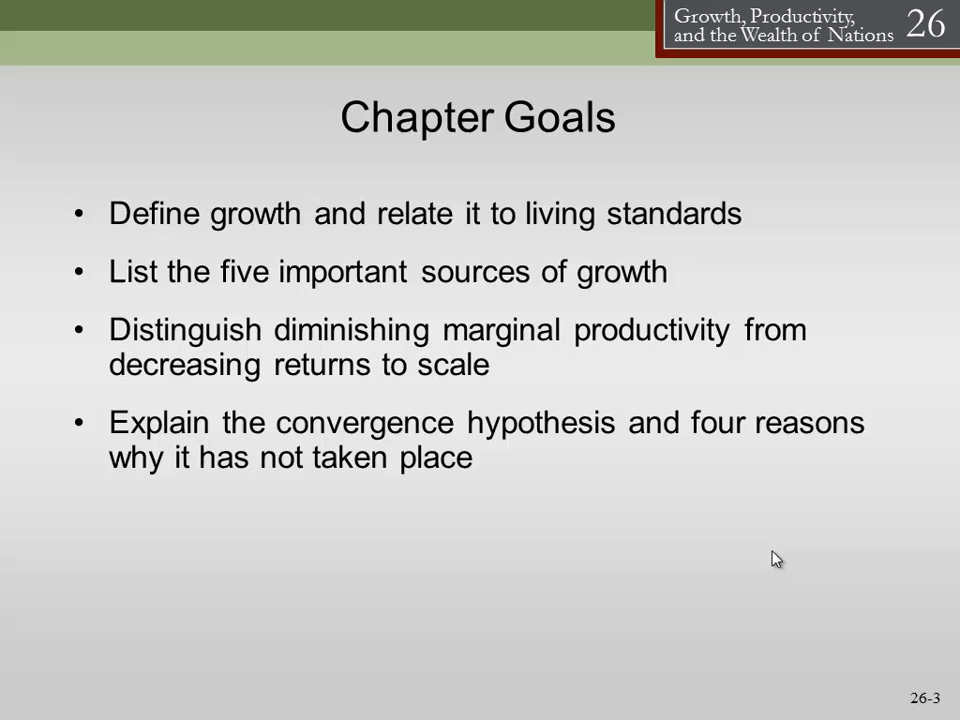 Growth, Productivity,
and the Wealth of Nations
26
Chapter Goals
• Define growth and relate it to living standards
• List the five important sources of growth
• Distinguish diminishing marginal productivity from
decreasing returns to scale
• Explain the convergence hypothesis and four reasons
why it has not taken place
26-3